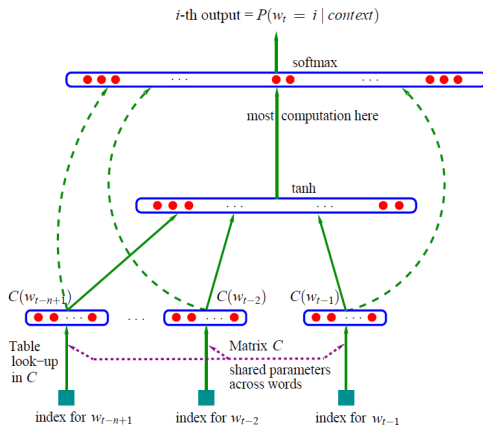 i-th output = P(w_t = i | context)
softmax
. . .
. . .
most computation here
tanh
. . .
. . .
C(w_{t−n+1})
C(w_{t−2})
C(w_{t−1})
. . .
. . .
. . .
. . .
Table
look−up
in C
Matrix C
shared parameters
across words
index for w_{t−n+1}
index for w_{t−2}
index for w_{t−1}